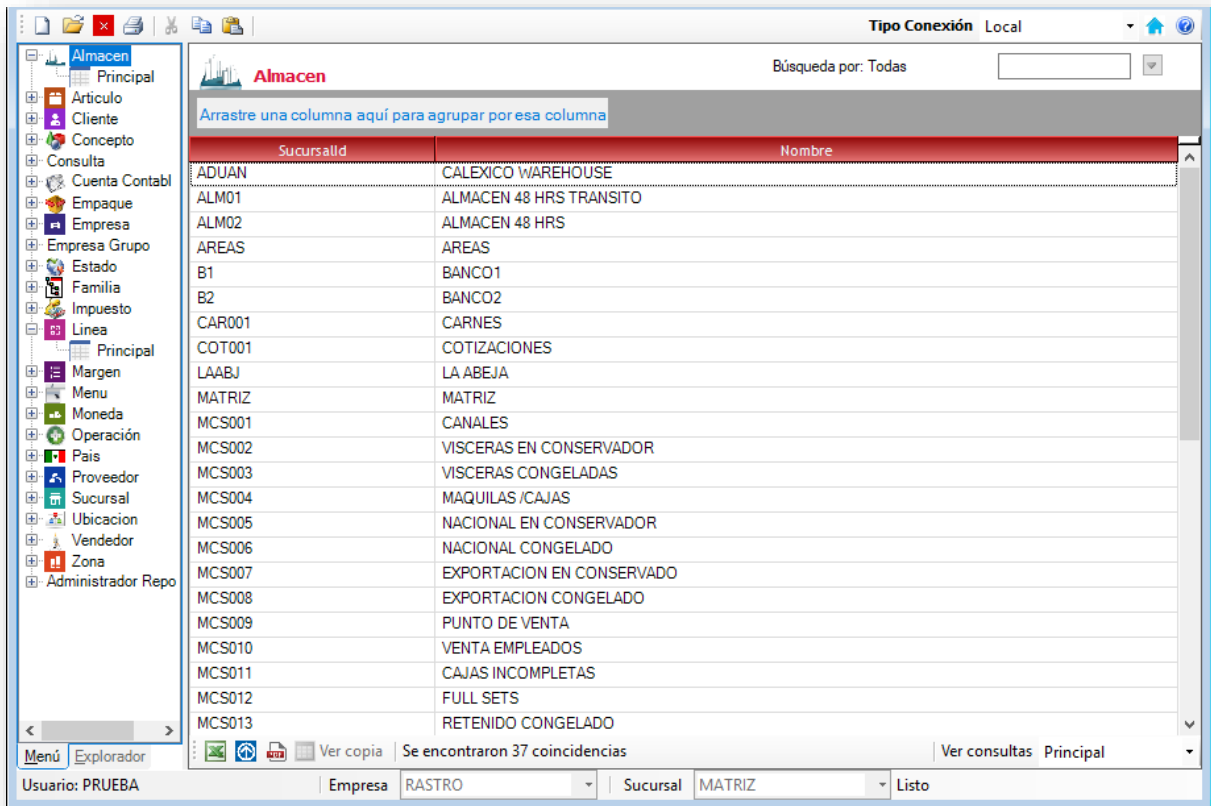 Tipo Conexión Local
Almacen
Principal
Articulo
Cliente
Concepto
Consulta
Cuenta Contabl
Empaque
Empresa
Empresa Grupo
Estado
Familia
Impuesto
Linea
Principal
Margen
Menu
Moneda
Operación
Pais
Proveedor
Sucursal
Ubicacion
Vendedor
Zona
Administrador Repo
Menú Explorador
Almacen
Búsqueda por: Todas
Arrastre una columna aquí para agrupar por esa columna
SucursalId Nombre
ADUAN CALEXICO WAREHOUSE
ALM01 ALMACEN 48 HRS TRANSITO
ALM02 ALMACEN 48 HRS
AREAS AREAS
B1 BANCO1
B2 BANCO2
CAR001 CARNES
COT001 COTIZACIONES
LAABJ LA ABEJA
MATRIZ MATRIZ
MCS001 CANALES
MCS002 VISCERAS EN CONSERVADOR
MCS003 VISCERAS CONGELADAS
MCS004 MAQUILAS /CAJAS
MCS005 NACIONAL EN CONSERVADOR
MCS006 NACIONAL CONGELADO
MCS007 EXPORTACION EN CONSERVADO
MCS008 EXPORTACION CONGELADO
MCS009 PUNTO DE VENTA
MCS010 VENTA EMPLEADOS
MCS011 CAJAS INCOMPLETAS
MCS012 FULL SETS
MCS013 RETENIDO CONGELADO
Ver copia Se encontraron 37 coincidencias Ver consultas Principal
Usuario: PRUEBA Empresa RASTRO Sucursal MATRIZ Listo